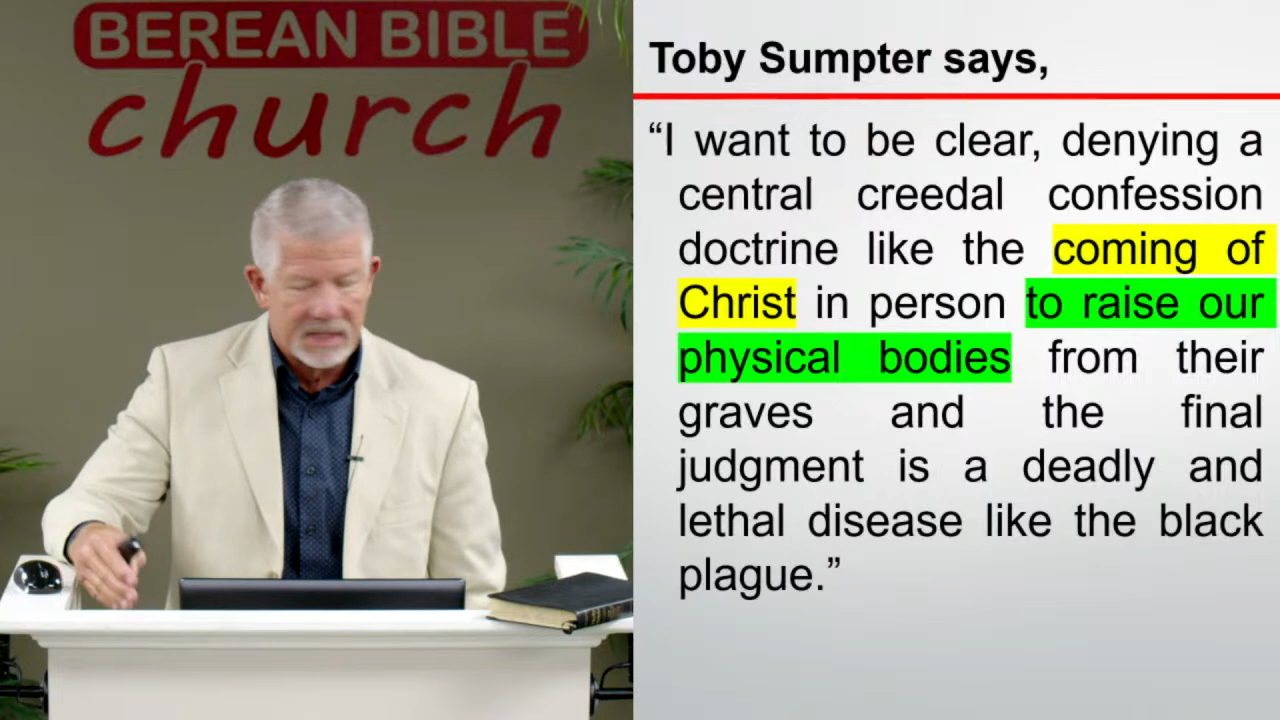 BEREAN BIBLE
church
Toby Sumpter says,
“I want to be clear, denying a
central creedal confession
doctrine like the coming of
Christ in person to raise our
physical bodies from their
graves and the final
judgment is a deadly and
lethal disease like the black
plague.”